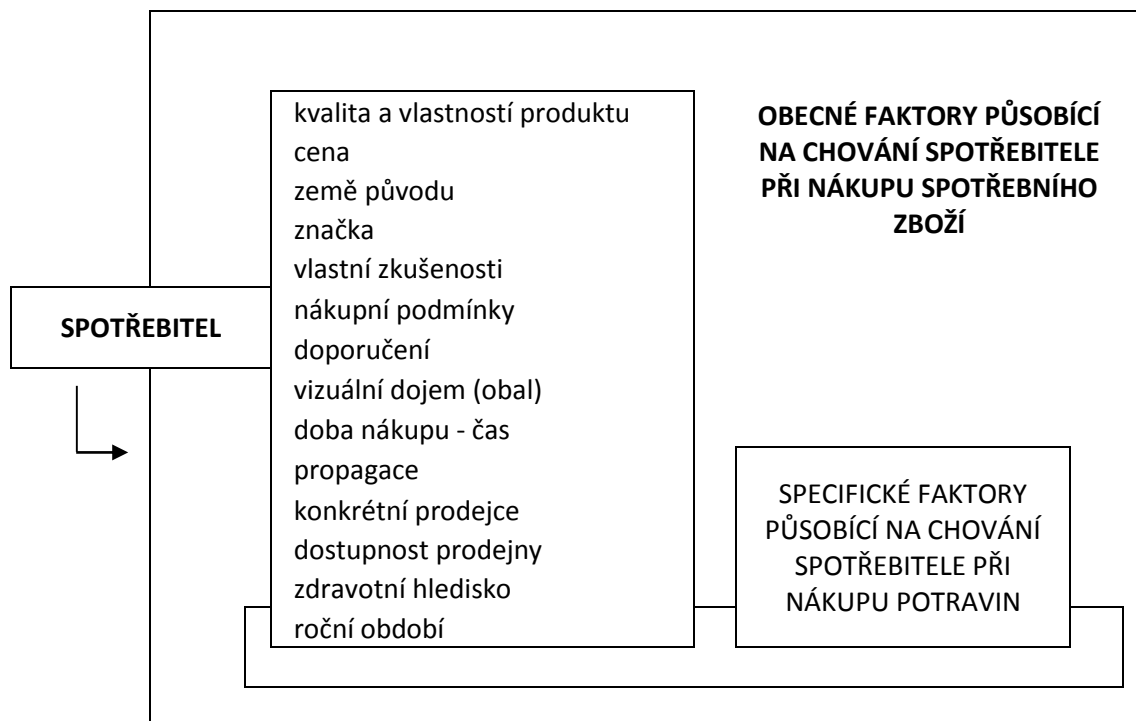 SPOTŘEBITEL
kvalita a vlastností produktu
cena
země původu
značka
vlastní zkušenosti
nákupní podmínky
doporučení
vizuální dojem (obal)
doba nákupu - čas
propagace
konkrétní prodejce
dostupnost prodejny
zdravotní hledisko
roční období
OBECNÉ FAKTORY PŮSOBÍCÍ
NA CHOVÁNÍ SPOTŘEBITELE
PŘI NÁKUPU SPOTŘEBNÍHO
ZBOŽÍ
SPECIFICKÉ FAKTORY
PŮSOBÍCÍ NA CHOVÁNÍ
SPOTŘEBITELE PŘI
NÁKUPU POTRAVIN